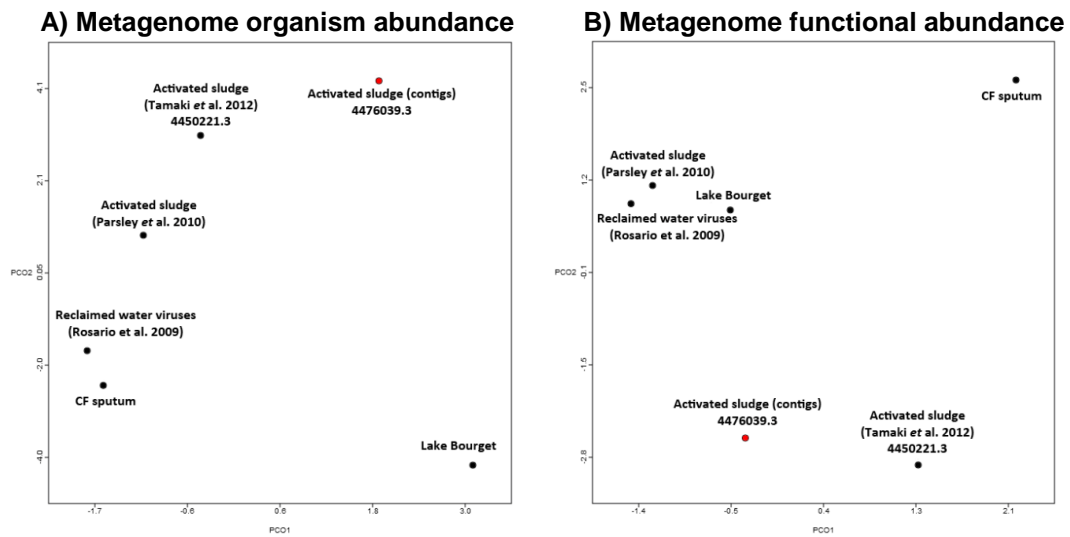 A) Metagenome organism abundance
4.1
2.1
0.05
-2.0
-4.0
PCO2
Activated sludge
(Tamaki et al. 2012)
4450221.3
Activated sludge (contigs)
4476039.3
Activated sludge
(Parsley et al. 2010)
Reclaimed water viruses
(Rosario et al. 2009)
CF sputum
Lake Bourget
-1.7
-0.6
0.6
1.8
3.0
PCO1
B) Metagenome functional abundance
2.5
1.2
-0.1
-1.5
-2.8
PCO2
CF sputum
Activated sludge
(Parsley et al. 2010)
Lake Bourget
Reclaimed water viruses
(Rosario et al. 2009)
Activated sludge (contigs)
4476039.3
Activated sludge
(Tamaki et al. 2012)
4450221.3
-1.4
-0.5
0.4
1.3
2.1
PCO1